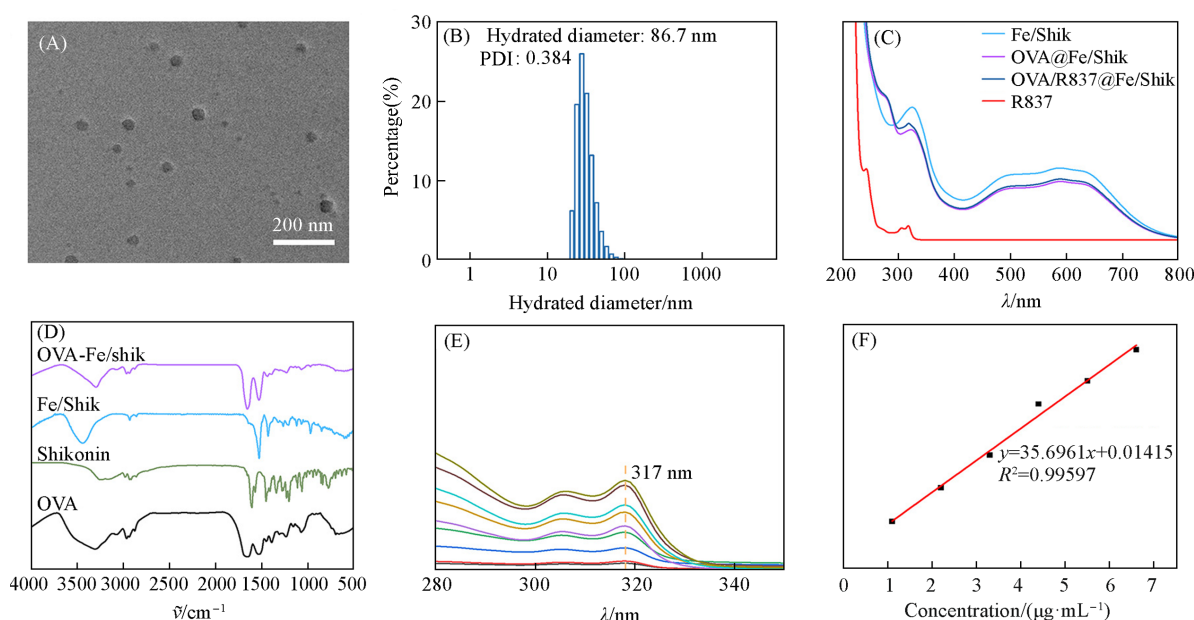 (A)
200 nm
(B)
Hydrated diameter: 86.7 nm
PDI: 0.384
Percentage(%)
30
20
10
0
1
10
100
1000
Hydrated diameter/nm
(C)
Fe/Shik
OVA@Fe/Shik
OVA/R837@Fe/Shik
R837
200
300
400
500
600
700
800
λ/nm
(D)
OVA-Fe/shik
Fe/Shik
Shikonin
OVA
4000
3000
2000
1500
1000
500
ṽ/cm⁻¹
(E)
317 nm
280
300
320
340
λ/nm
(F)
y=35.6961x+0.01415
R²=0.99597
0
1
2
3
4
5
6
7
Concentration/(μg·mL⁻¹)